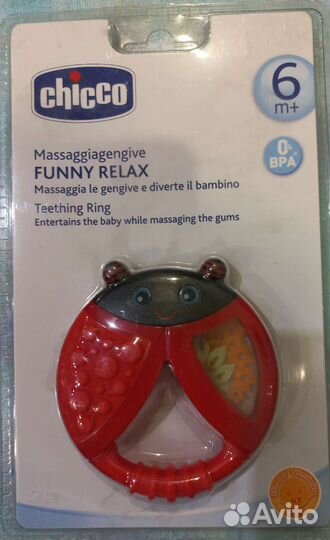 chicco
6
m+
0%
BPA
Massaggiagengive
FUNNY RELAX
Massaggia le gengive e diverte il bambino
Teething Ring
Entertains the baby while massaging the gums
Avito